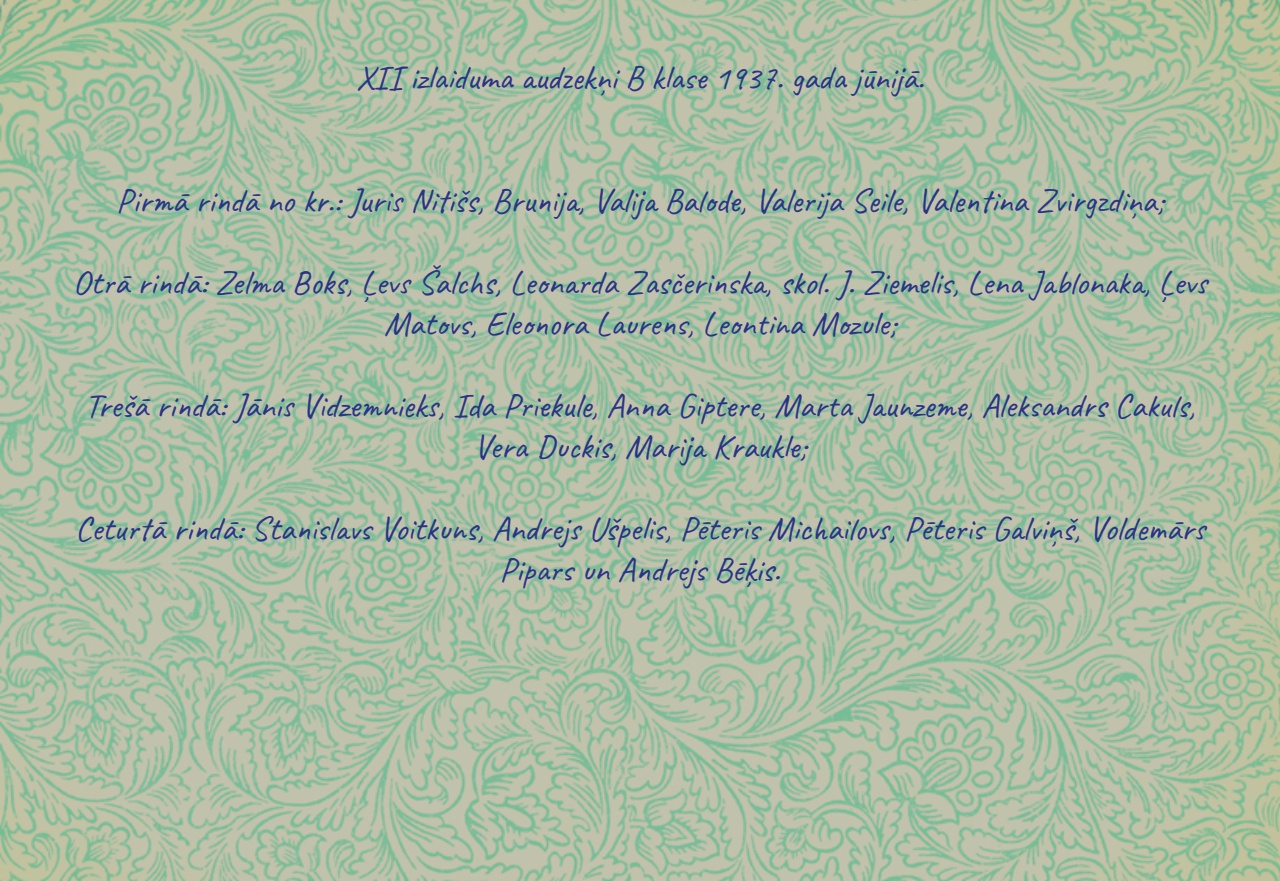 XII izlaiduma audzekņi B klase 1937. gada jūnijā.
Pirmā rindā no kr.: Juris Nitišs, Brunija, Valija Balode, Valerija Seile, Valentina Zvirgzdiņa;
Otrā rindā: Zelma Boks, Ļevs Šalchs, Leonarda Zasčerinska, skol. J. Ziemelis, Lena Jablonaka, Ļevs
Matovs, Eleonora Laurens, Leontina Mozule;
Trešā rindā: Jānis Vidzemnieks, Ida Priekule, Anna Giptere, Marta Jaunzeme, Aleksandrs Cakuls,
Vera Duckis, Marija Kraukle;
Ceturtā rindā: Stanislavs Voitkuns, Andrejs Ušpelis, Pēteris Michailovs, Pēteris Galviņš, Voldemārs
Pipars un Andrejs Bēķis.